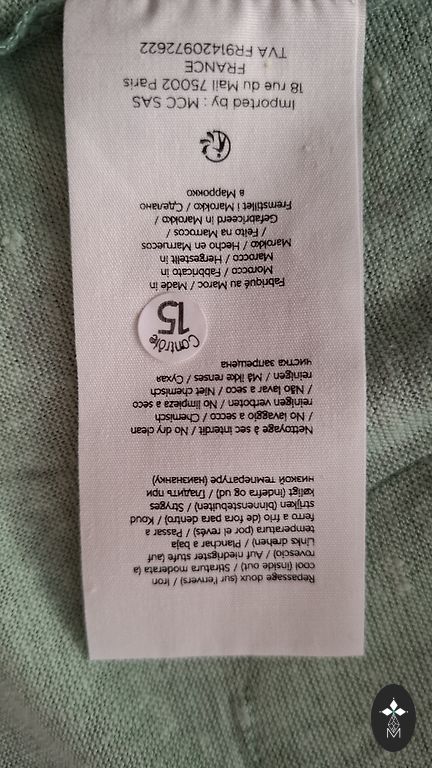 Repassage doux (sur l'envers) / Iron
cool (inside out) / Stiratura moderata (a
rovescio) / Auf niedrigster stufe (auf
Links drehen) / Planchar a baja
temperatura (por el revés) / A passar a
ferro a frio (de fora para dentro) / Koud
strijken (binnenstebuiten) / Stryges
køligt (indefra og ud) / Гладить при
низкой температуре (наизнанку)
Nettoyage à sec interdit / No dry clean
/ No lavaggio a secco / Chemisch
reinigen verboten / No limpieza a seco
/ Não lavar a seco / Niet chemisch
reinigen / Må ikke renses / Сухая
чистка запрещена
Contrôle
15
Fabriqué au Maroc / Made in
Morocco / Fabbricato in
Marocco / Hergestellt in
Marokko / Hecho en Marruecos
/ Feito na Marrocos /
Gefabriceerd in Marokko /
Fremstillet i Marokko / Сделано
в Марокко
Imported by : MCC SAS
18 rue du Mail 75002 Paris
FRANCE
TVA FR91420972622
M